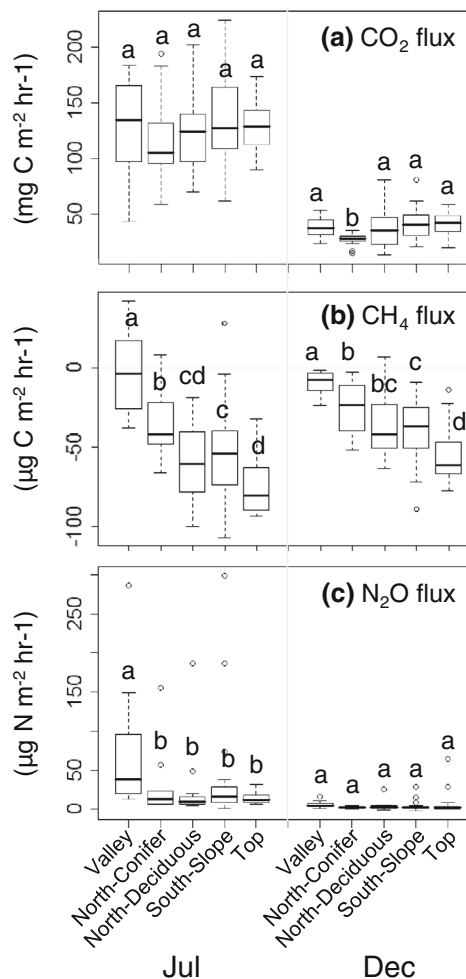 (a) CO₂ flux
(mg C m⁻² hr-1)
200
150
100
50
a a a a a
a b a a a
(b) CH₄ flux
(µg C m⁻² hr-1)
0
-50
-100
a b cd c d
a b bc c d
(c) N₂O flux
(µg N m⁻² hr-1)
250
150
50
0
a b b b b
a a a a a
Valley
North-Conifer
North-Deciduous
South-Slope
Top
Valley
North-Conifer
North-Deciduous
South-Slope
Top
Jul Dec